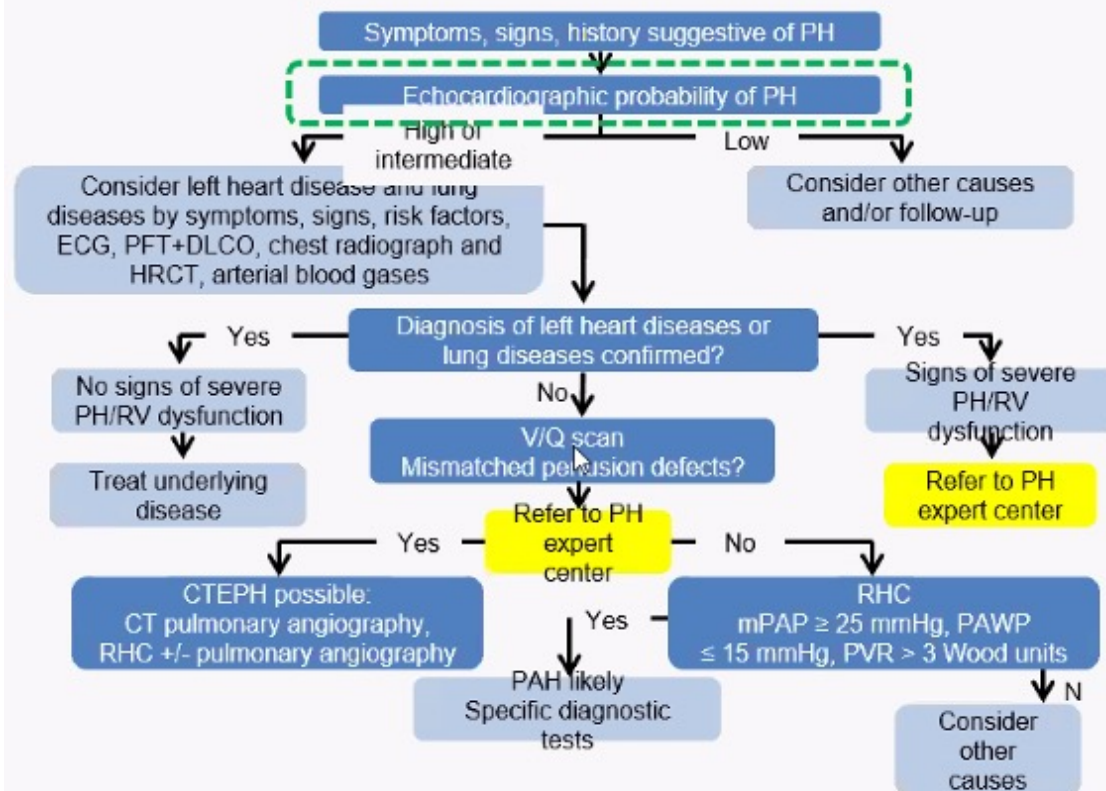 Symptoms, signs, history suggestive of PH
Echocardiographic probability of PH
High or
intermediate
Low
Consider left heart disease and lung
diseases by symptoms, signs, risk factors,
ECG, PFT+DLCO, chest radiograph and
HRCT, arterial blood gases
Consider other causes
and/or follow-up
Yes
Diagnosis of left heart diseases or
lung diseases confirmed?
Yes
No signs of severe
PH/RV dysfunction
No
Signs of severe
PH/RV
dysfunction
V/Q scan
Mismatched perfusion defects?
Treat underlying
disease
Refer to PH
expert center
Yes
Refer to PH
expert
center
No
CTEPH possible:
CT pulmonary angiography,
RHC +/- pulmonary angiography
Yes
RHC
mPAP ≥ 25 mmHg, PAWP
≤ 15 mmHg, PVR > 3 Wood units
PAH likely
Specific diagnostic
tests
N
Consider
other
causes